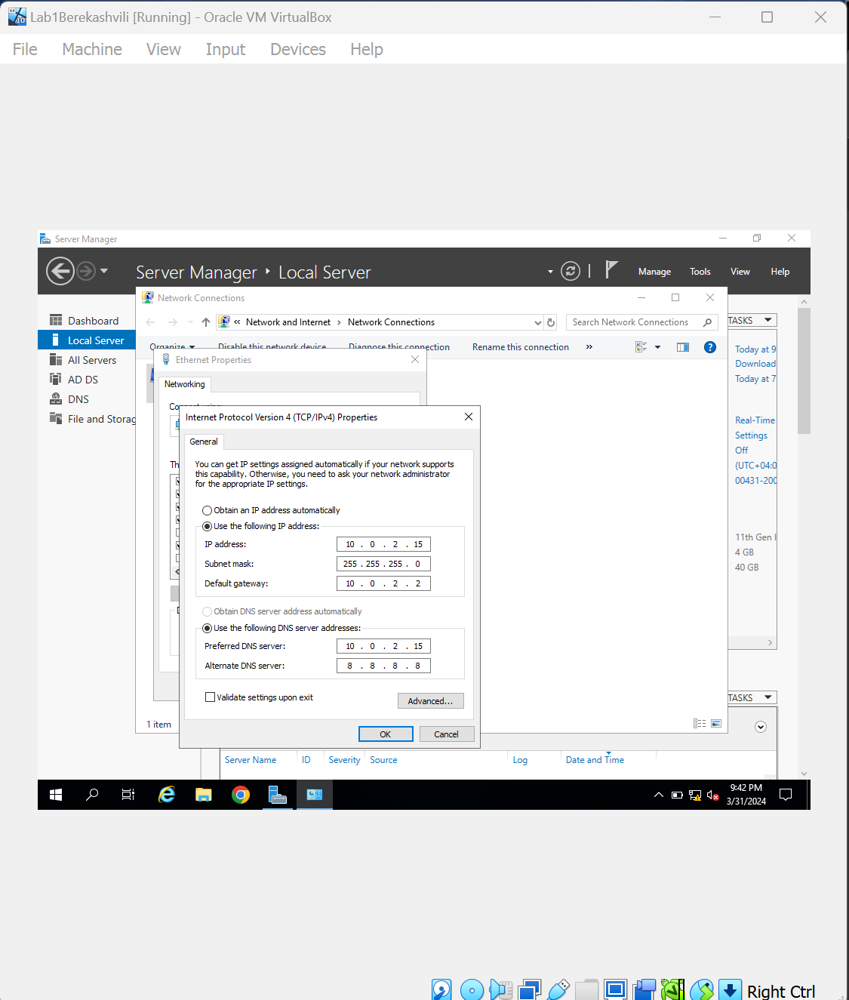 Lab1Berekashvili [Running] - Oracle VM VirtualBox
File Machine View Input Devices Help
Server Manager
Server Manager Local Server
Manage Tools View Help
Dashboard
Local Server
All Servers
AD DS
DNS
File and Storag
Network Connections
« Network and Internet › Network Connections
Search Network Connections
Organize Disable this network device Diagnose this connection Rename this connection »
Ethernet Properties
Networking
Connect using:
Th
Internet Protocol Version 4 (TCP/IPv4) Properties
General
You can get IP settings assigned automatically if your network supports
this capability. Otherwise, you need to ask your network administrator
for the appropriate IP settings.
Obtain an IP address automatically
Use the following IP address:
IP address: 10 . 0 . 2 . 15
Subnet mask: 255 . 255 . 255 . 0
Default gateway: 10 . 0 . 2 . 2
Obtain DNS server address automatically
Use the following DNS server addresses:
Preferred DNS server: 10 . 0 . 2 . 15
Alternate DNS server: 8 . 8 . 8 . 8
Validate settings upon exit
Advanced...
OK Cancel
1 item
TASKS
Today at 9
Download
Today at 7
Real-Time
Settings
Off
(UTC+04:0
00431-200
11th Gen I
4 GB
40 GB
TASKS
Server Name ID Severity Source Log Date and Time
9:42 PM
3/31/2024
Right Ctrl